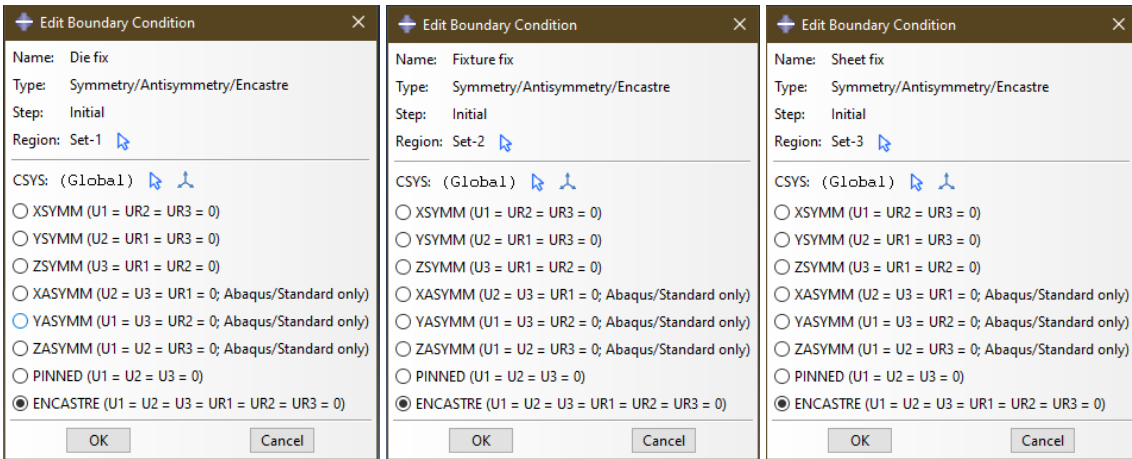 Edit Boundary Condition
Name: Die fix
Type: Symmetry/Antisymmetry/Encastre
Step: Initial
Region: Set-1
CSYS: (Global)
XSYMM (U1 = UR2 = UR3 = 0)
YSYMM (U2 = UR1 = UR3 = 0)
ZSYMM (U3 = UR1 = UR2 = 0)
XASYMM (U2 = U3 = UR1 = 0; Abaqus/Standard only)
YASYMM (U1 = U3 = UR2 = 0; Abaqus/Standard only)
ZASYMM (U1 = U2 = UR3 = 0; Abaqus/Standard only)
PINNED (U1 = U2 = U3 = 0)
ENCASTRE (U1 = U2 = U3 = UR1 = UR2 = UR3 = 0)
OK Cancel
Edit Boundary Condition
Name: Fixture fix
Type: Symmetry/Antisymmetry/Encastre
Step: Initial
Region: Set-2
CSYS: (Global)
XSYMM (U1 = UR2 = UR3 = 0)
YSYMM (U2 = UR1 = UR3 = 0)
ZSYMM (U3 = UR1 = UR2 = 0)
XASYMM (U2 = U3 = UR1 = 0; Abaqus/Standard only)
YASYMM (U1 = U3 = UR2 = 0; Abaqus/Standard only)
ZASYMM (U1 = U2 = UR3 = 0; Abaqus/Standard only)
PINNED (U1 = U2 = U3 = 0)
ENCASTRE (U1 = U2 = U3 = UR1 = UR2 = UR3 = 0)
OK Cancel
Edit Boundary Condition
Name: Sheet fix
Type: Symmetry/Antisymmetry/Encastre
Step: Initial
Region: Set-3
CSYS: (Global)
XSYMM (U1 = UR2 = UR3 = 0)
YSYMM (U2 = UR1 = UR3 = 0)
ZSYMM (U3 = UR1 = UR2 = 0)
XASYMM (U2 = U3 = UR1 = 0; Abaqus/Standard only)
YASYMM (U1 = U3 = UR2 = 0; Abaqus/Standard only)
ZASYMM (U1 = U2 = UR3 = 0; Abaqus/Standard only)
PINNED (U1 = U2 = U3 = 0)
ENCASTRE (U1 = U2 = U3 = UR1 = UR2 = UR3 = 0)
OK Cancel